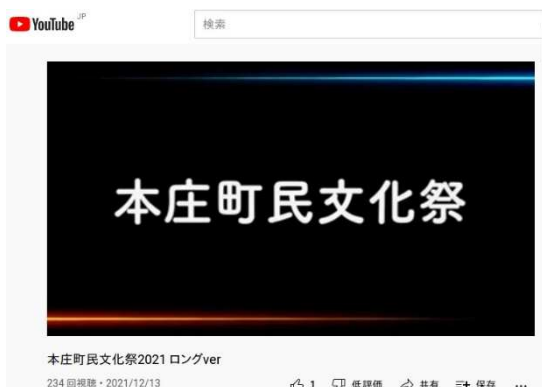 YouTube JP
検索
本庄町民文化祭
本庄町民文化祭2021 ロングver
234 回視聴・2021/12/13
1 低評価 共有 保存 …